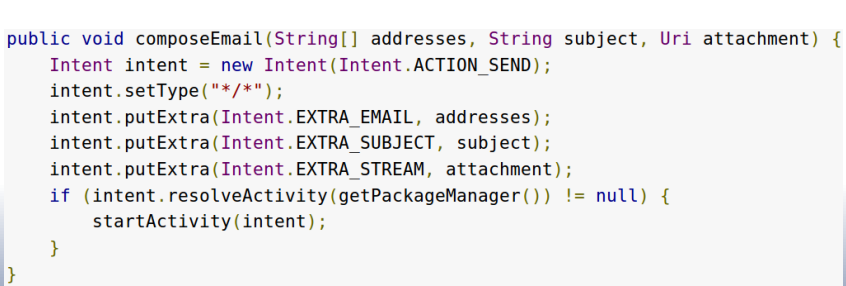 public void composeEmail(String[] addresses, String subject, Uri attachment) {
    Intent intent = new Intent(Intent.ACTION_SEND);
    intent.setType("*/*");
    intent.putExtra(Intent.EXTRA_EMAIL, addresses);
    intent.putExtra(Intent.EXTRA_SUBJECT, subject);
    intent.putExtra(Intent.EXTRA_STREAM, attachment);
    if (intent.resolveActivity(getPackageManager()) != null) {
        startActivity(intent);
    }
}